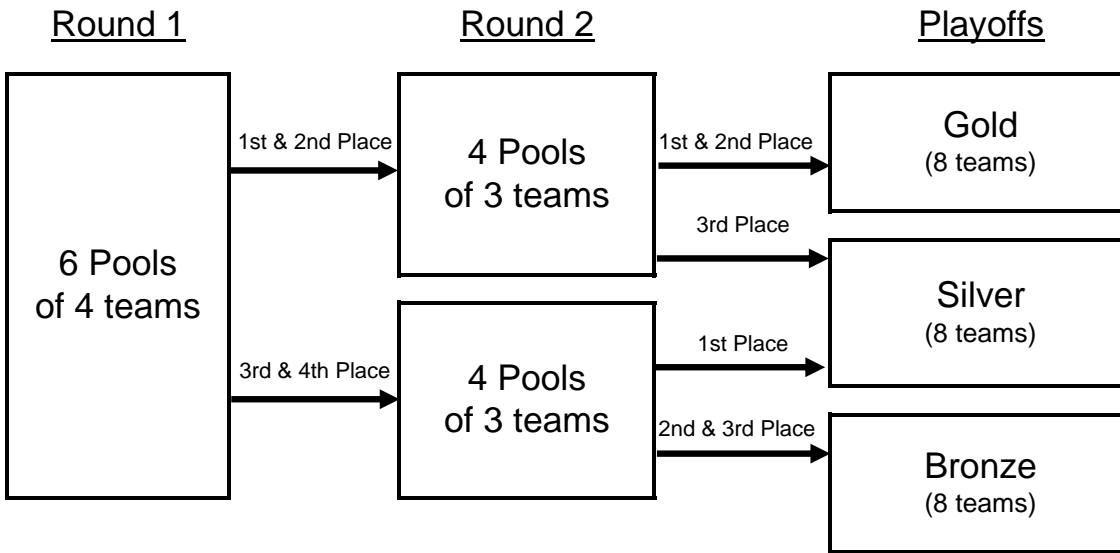 Round 1
Round 2
Playoffs
6 Pools
of 4 teams
1st & 2nd Place
3rd & 4th Place
4 Pools
of 3 teams
4 Pools
of 3 teams
1st & 2nd Place
3rd Place
1st Place
2nd & 3rd Place
Gold
(8 teams)
Silver
(8 teams)
Bronze
(8 teams)